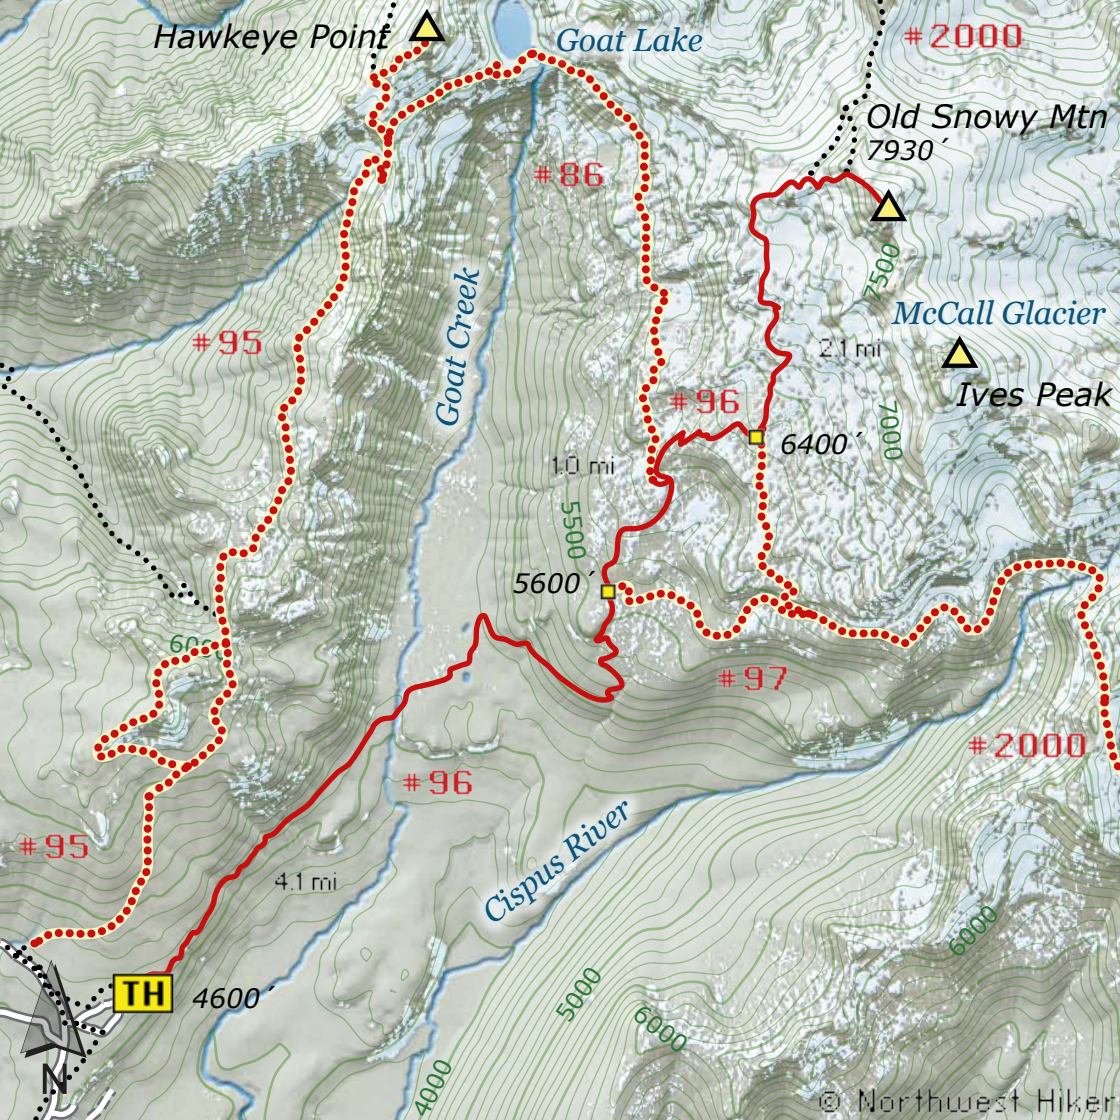 Hawkeye Point
Goat Lake
#2000
Old Snowy Mtn
7930´
#86
7500
Goat Creek
McCall Glacier
#95
2.1 mi
Ives Peak
#96
7000
6400´
1.0 mi
5500
5600´
#97
#2000
#96
#95
Cispus River
4.1 mi
6000
TH
4600´
5000
6000
N
4000
© Northwest Hiker